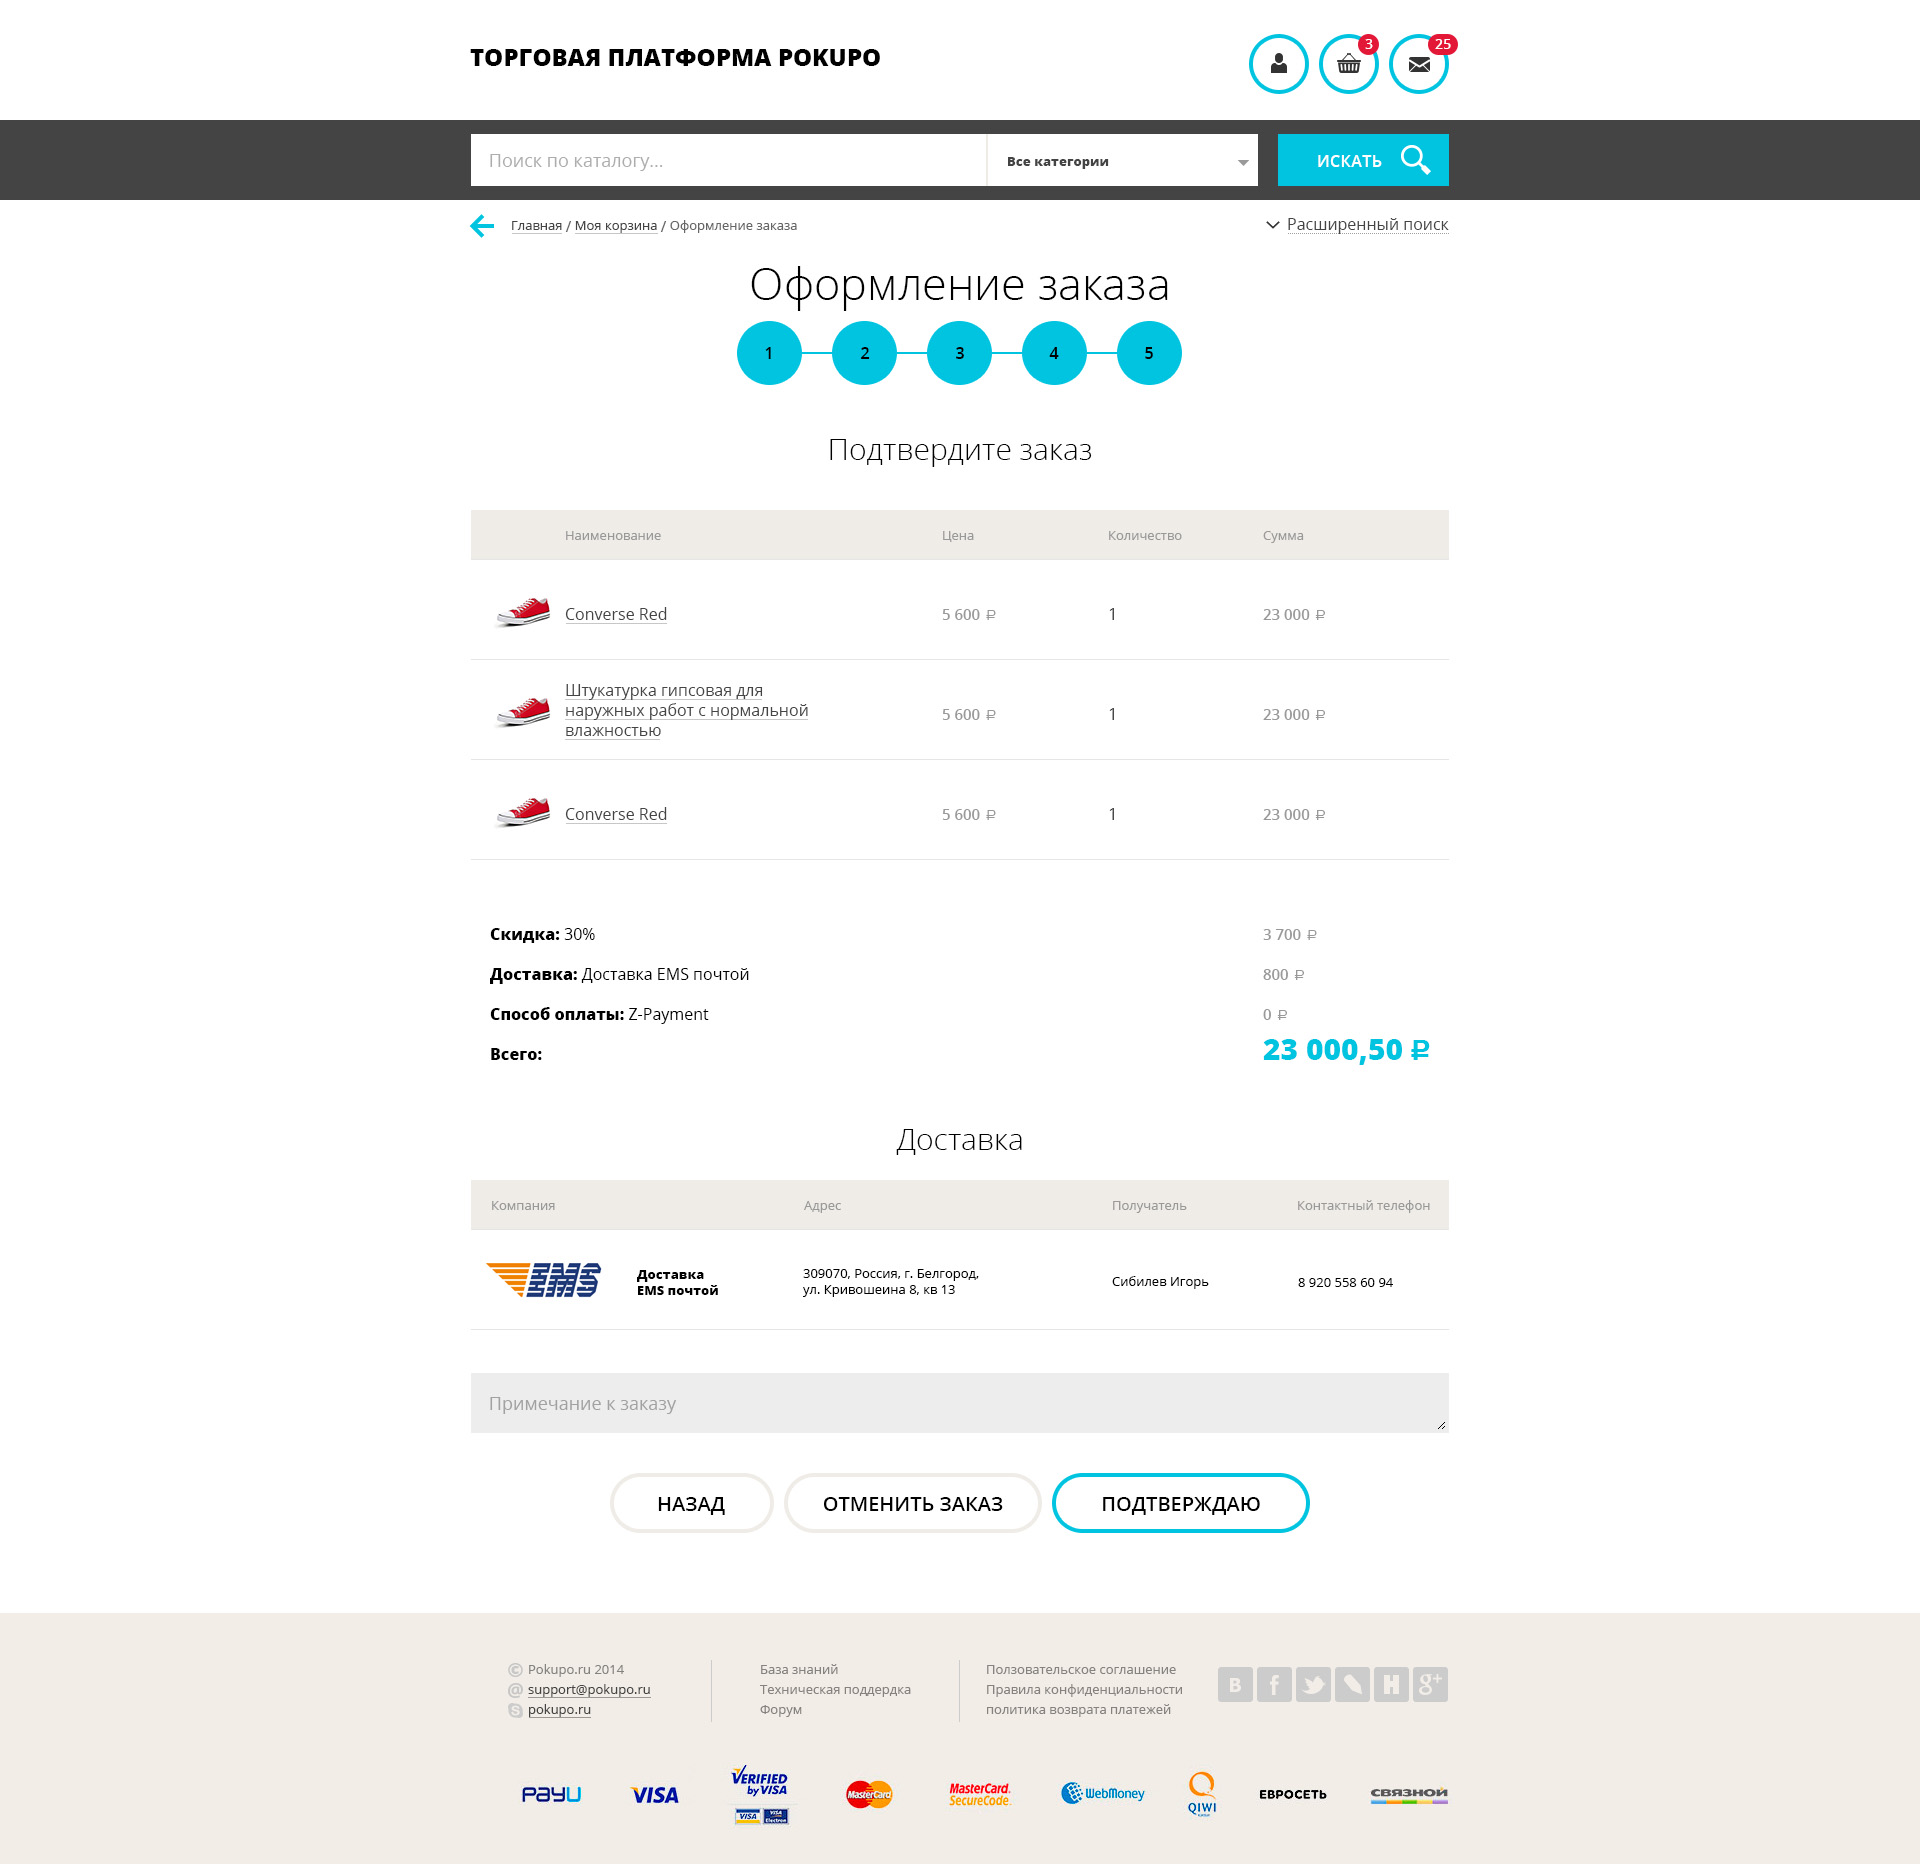 ТОРГОВАЯ ПЛАТФОРМА POKUPO
3
25
Поиск по каталогу...
Все категории
ИСКАТЬ
Главная / Моя корзина / Оформление заказа
Расширенный поиск
Оформление заказа
1 2 3 4 5
Подтвердите заказ
Наименование Цена Количество Сумма
Converse Red 5 600 ₽ 1 23 000 ₽
Штукатурка гипсовая для
наружных работ с нормальной
влажностью
5 600 ₽ 1 23 000 ₽
Converse Red 5 600 ₽ 1 23 000 ₽
Скидка: 30% 3 700 ₽
Доставка: Доставка EMS почтой 800 ₽
Способ оплаты: Z-Payment 0 ₽
Всего: 23 000,50 ₽
Доставка
Компания Адрес Получатель Контактный телефон
EMS
Доставка
EMS почтой
309070, Россия, г. Белгород,
ул. Кривошеина 8, кв 13
Сибилев Игорь
8 920 558 60 94
Примечание к заказу
НАЗАД ОТМЕНИТЬ ЗАКАЗ ПОДТВЕРЖДАЮ
© Pokupo.ru 2014
@ support@pokupo.ru
S pokupo.ru
База знаний
Техническая поддердка
Форум
Ползовательское соглашение
Правила конфиденциальности
политика возврата платежей
В f H g+
PayU
VISA
VERIFIED
by VISA
VISA VISA
Electron
MasterCard
MasterCard.
SecureCode.
WebMoney
QIWI
ЕВРОСЕТЬ
СВЯЗНОЙ